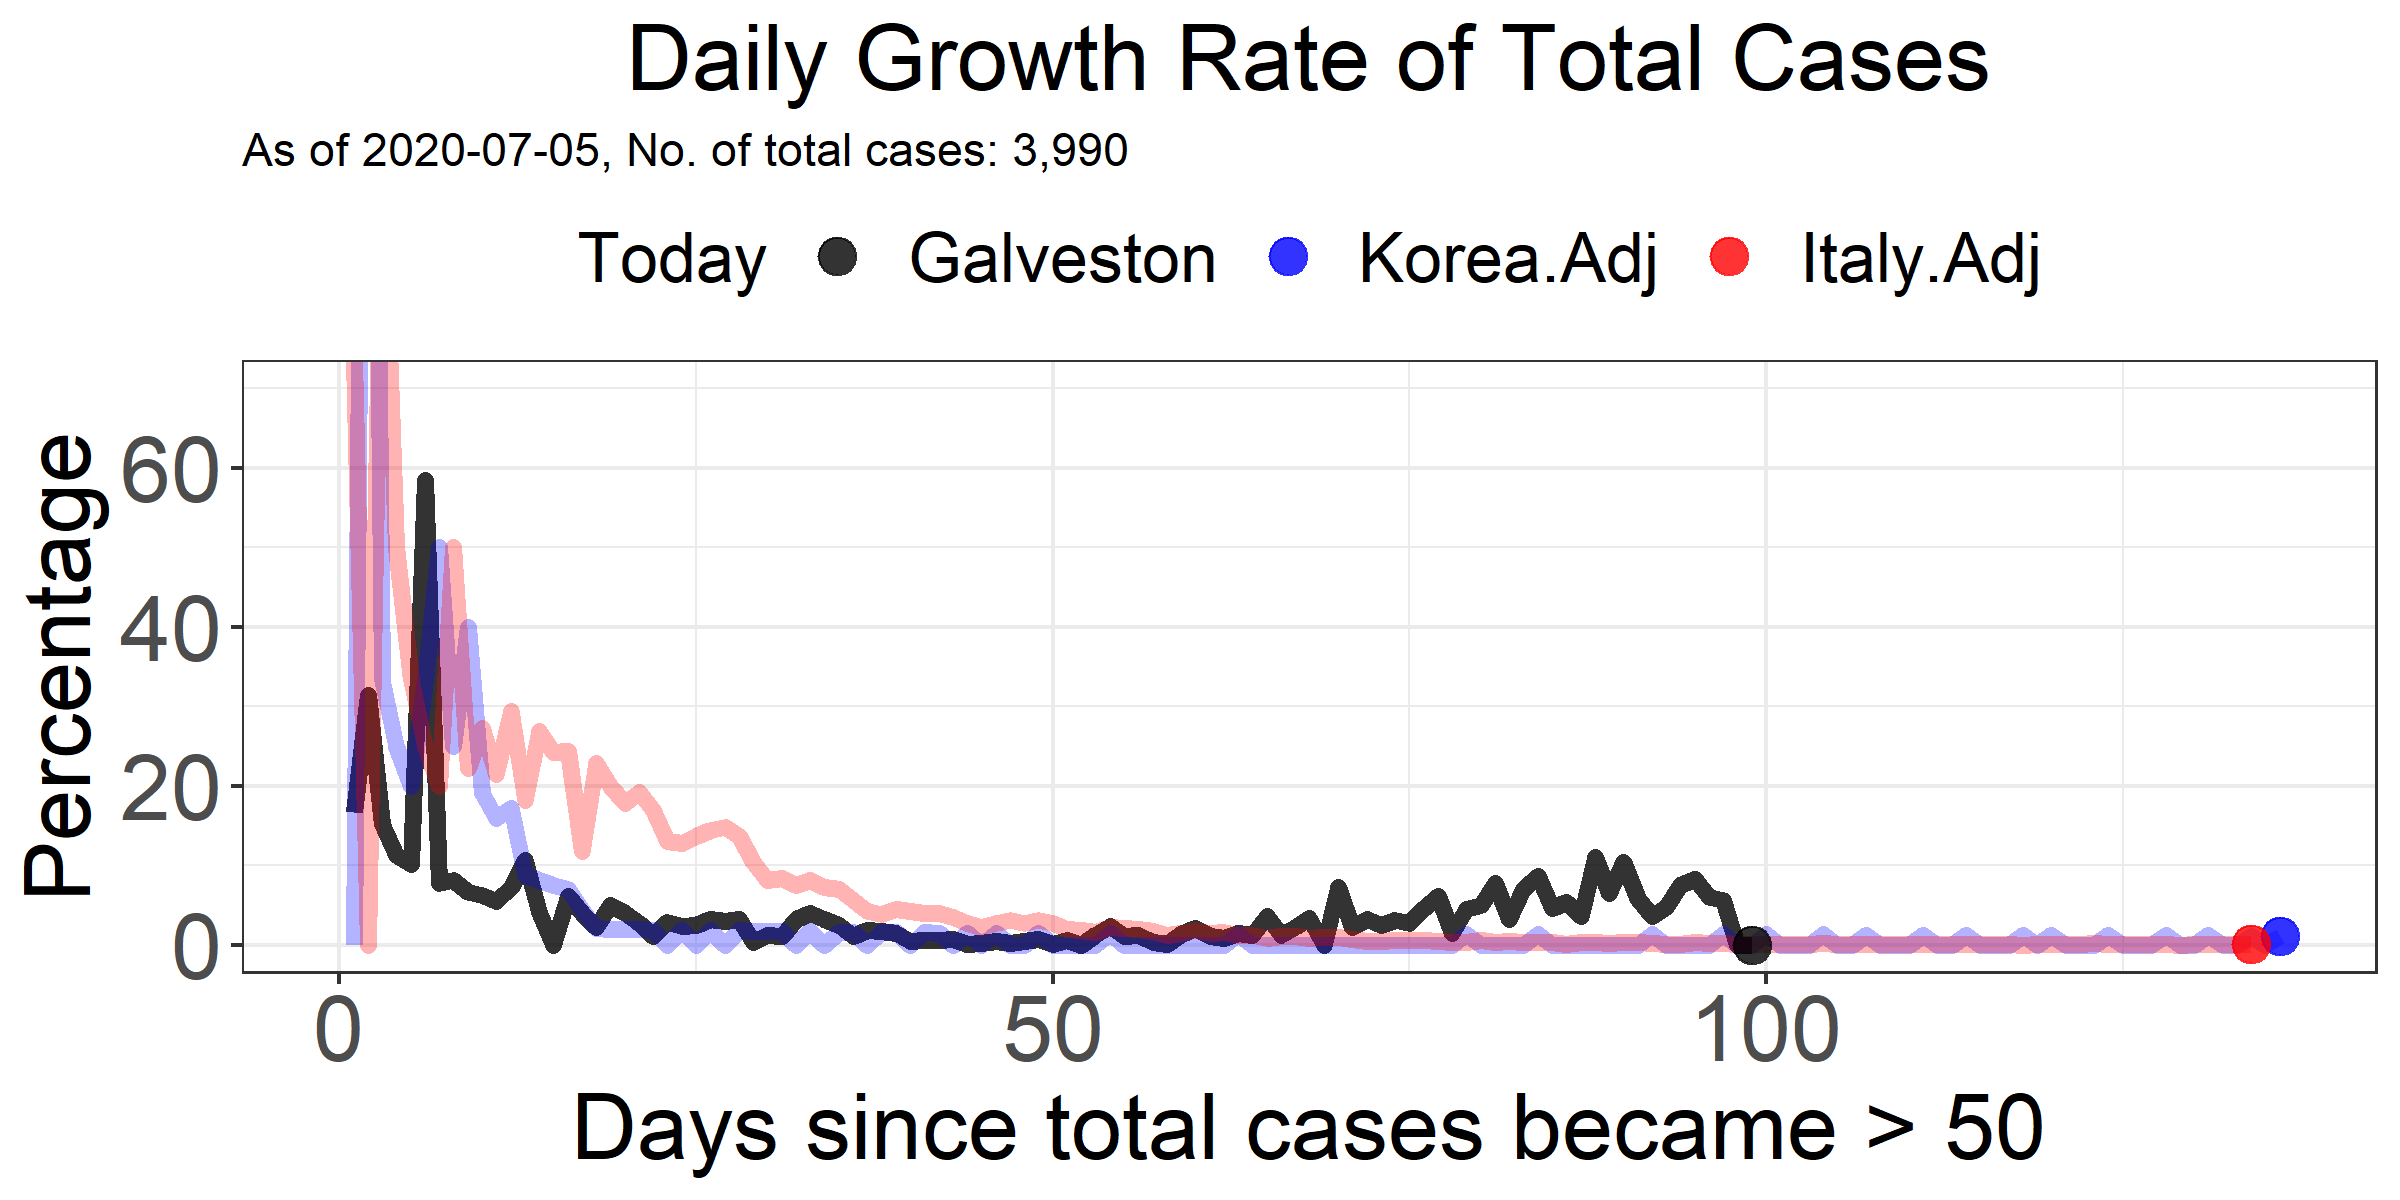 Daily Growth Rate of Total Cases
As of 2020-07-05, No. of total cases: 3,990
Today Galveston Korea.Adj Italy.Adj
Percentage
60
40
20
0
0 50 100
Days since total cases became > 50